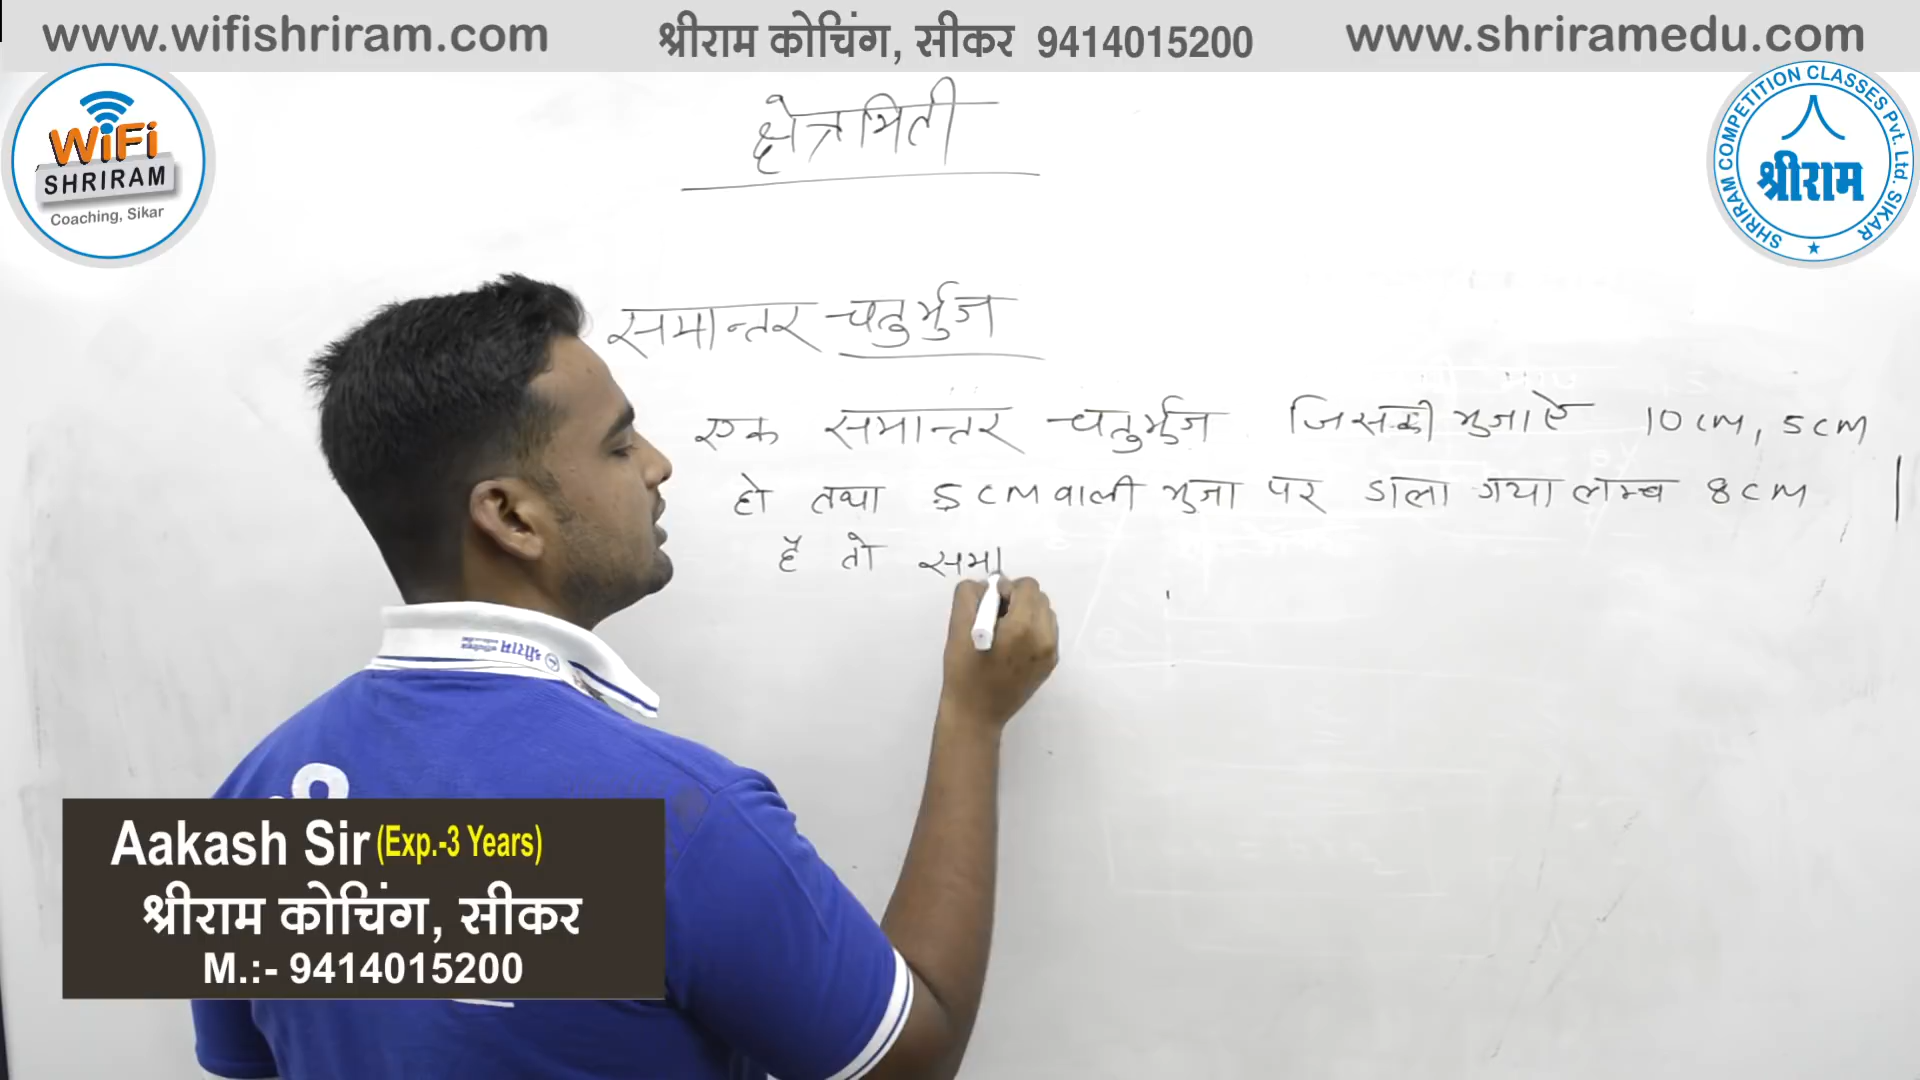 www.wifishriram.com
श्रीराम कोचिंग, सीकर 9414015200
www.shriramedu.com
WiFi
SHRIRAM
Coaching, Sikar
SHRIRAM COMPETITION CLASSES Pvt. Ltd. SIKAR
श्रीराम
क्षेत्रमिती
समान्तर चतुर्भुज
एक समान्तर चतुर्भुज जिसकी भुजाऐ 10 cm, 5 cm
हो तथा 5 cm वाली भुजा पर डाला गया लम्ब 8 cm
है तो समा
श्रीराम
Aakash Sir (Exp.-3 Years)
श्रीराम कोचिंग, सीकर
M.:- 9414015200